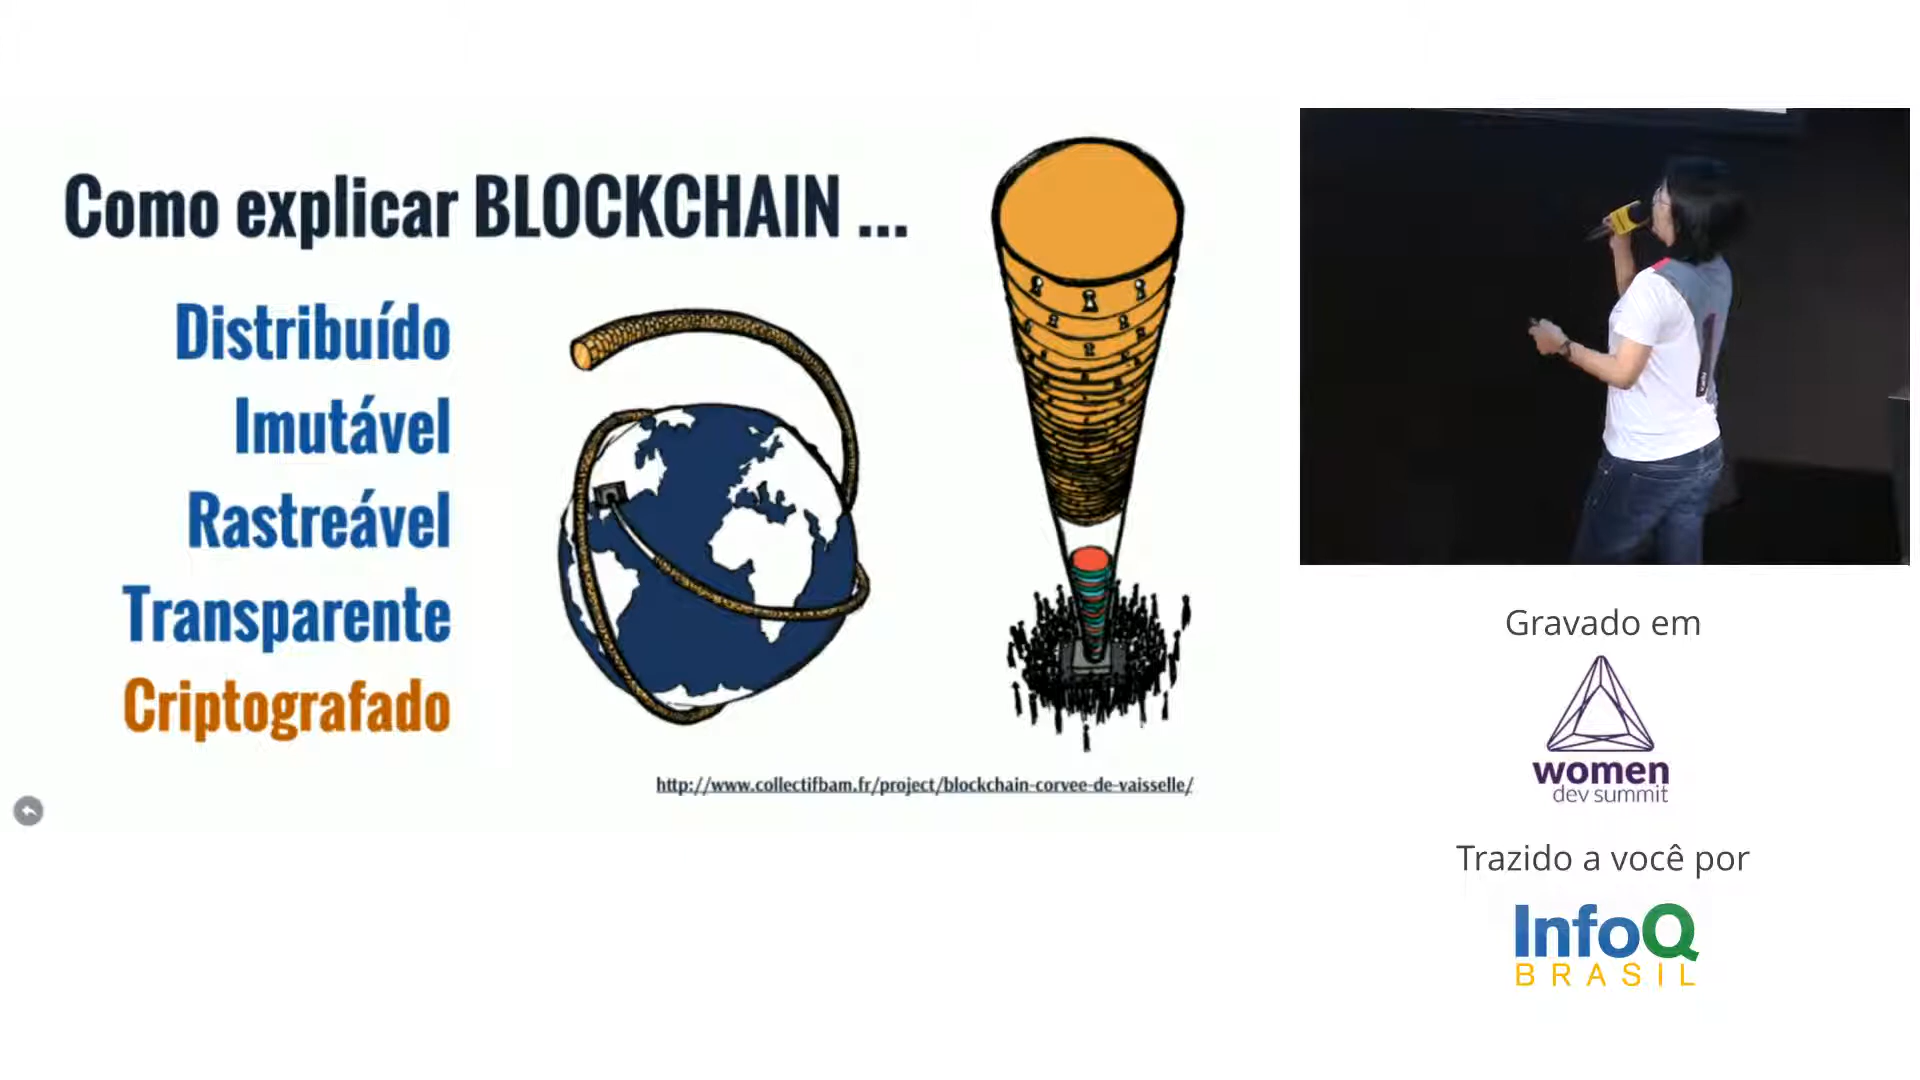 Como explicar BLOCKCHAIN ...
Distribuído
Imutável
Rastreável
Transparente
Criptografado
http://www.collectifbam.fr/project/blockchain-corvee-de-vaisselle/
Gravado em
women
dev summit
Trazido a você por
InfoQ
BRASIL